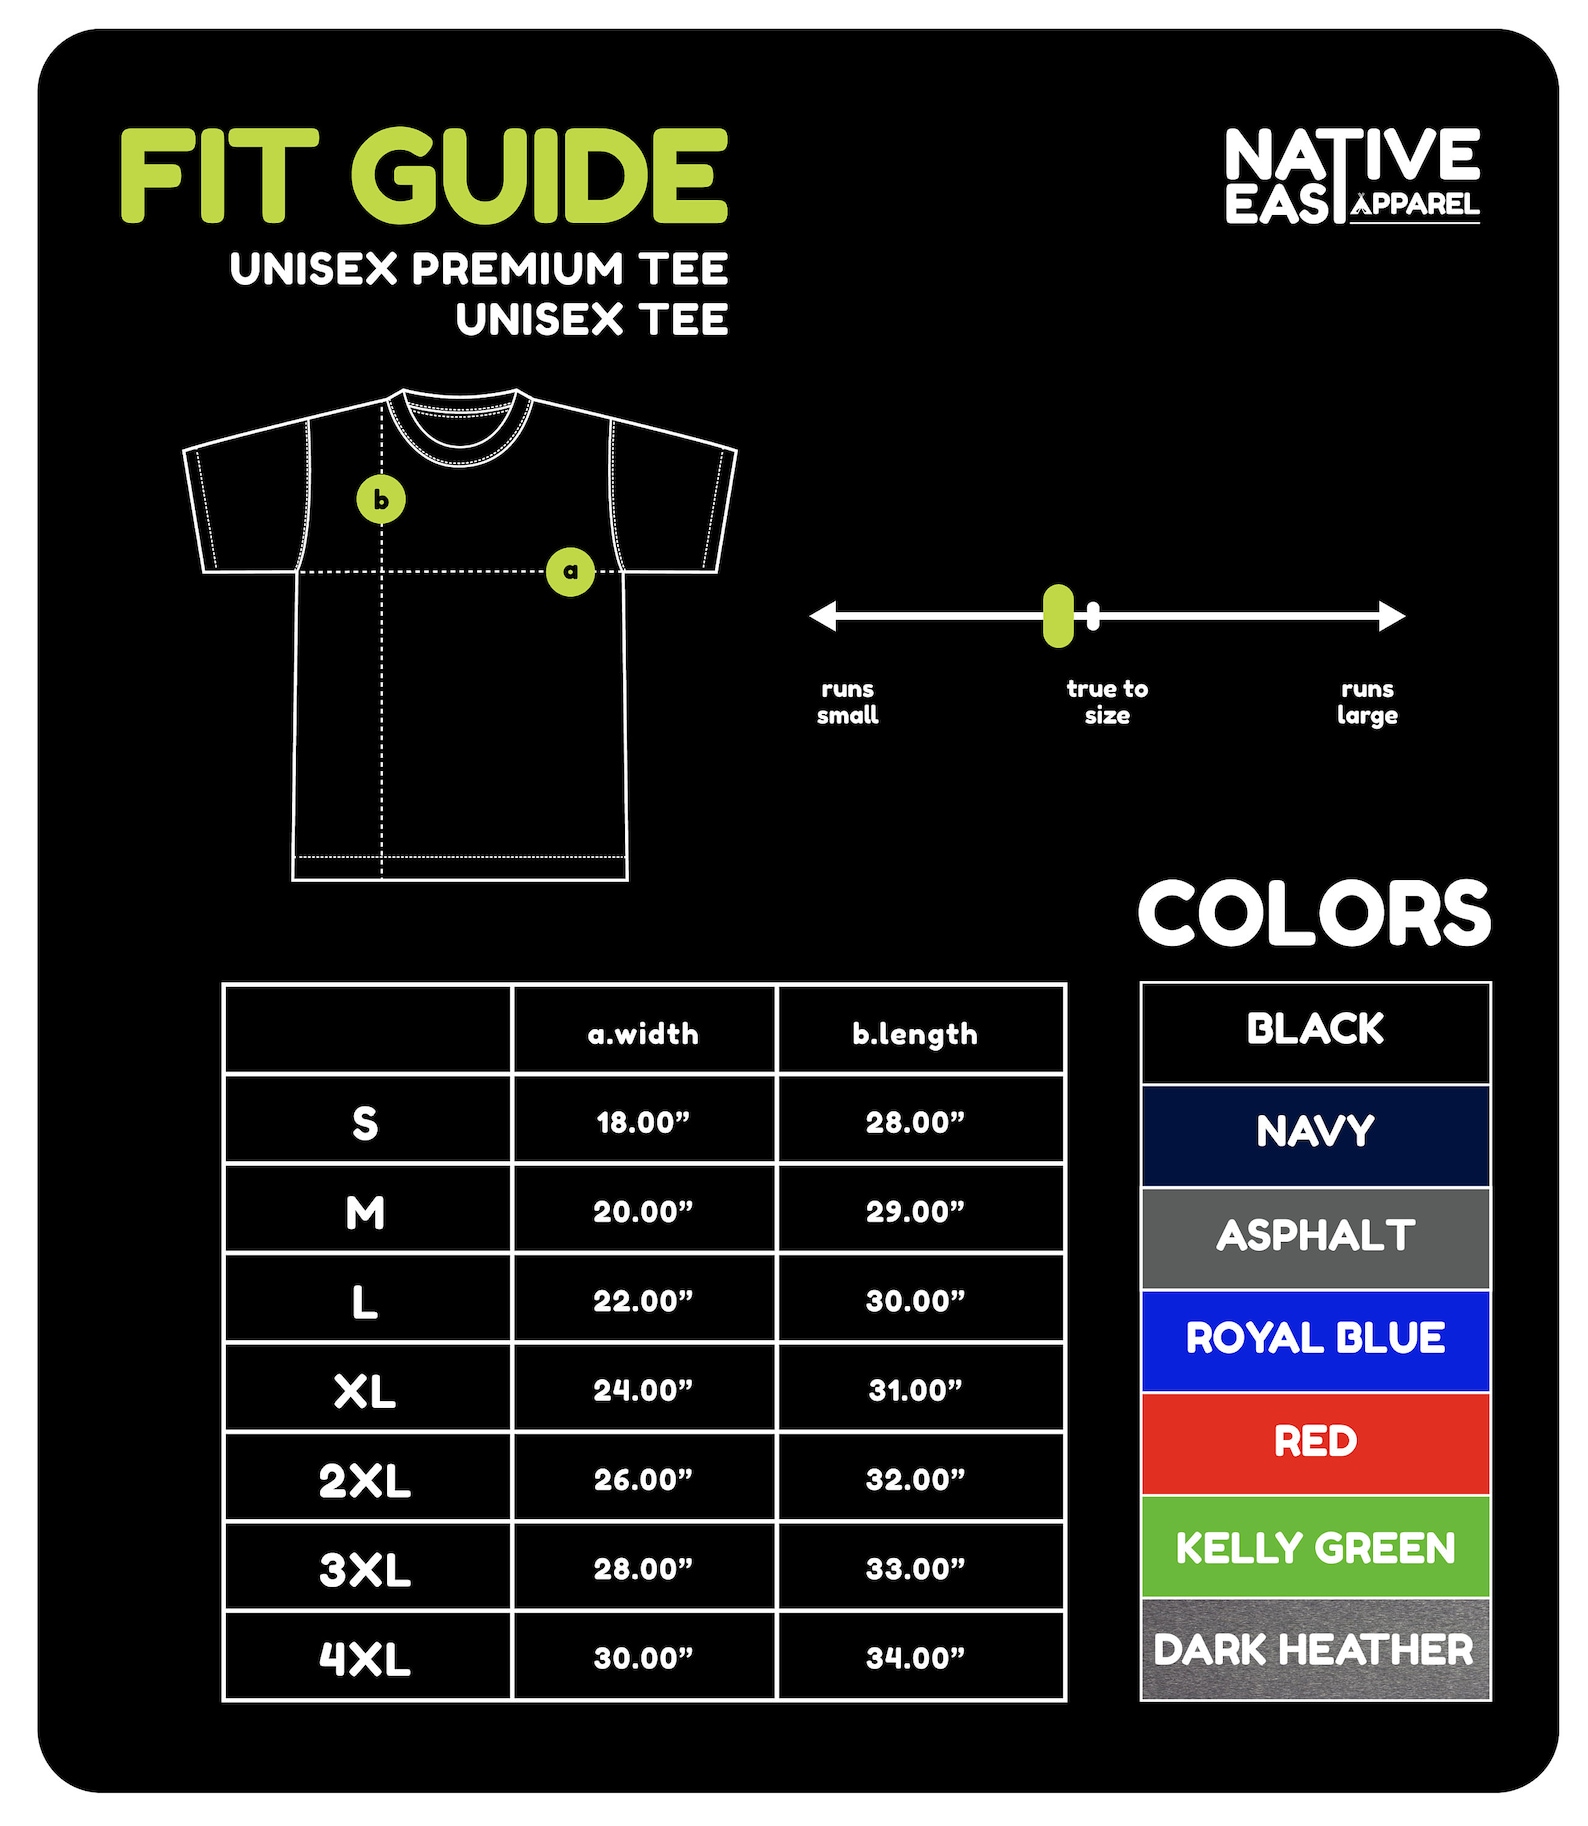 FIT GUIDE
UNISEX PREMIUM TEE
UNISEX TEE
NATIVE
EAST APPAREL
b
a
runs
small
true to
size
runs
large
a.width b.length
S 18.00” 28.00”
M 20.00” 29.00”
L 22.00” 30.00”
XL 24.00” 31.00”
2XL 26.00” 32.00”
3XL 28.00” 33.00”
4XL 30.00” 34.00”
COLORS
BLACK
NAVY
ASPHALT
ROYAL BLUE
RED
KELLY GREEN
DARK HEATHER